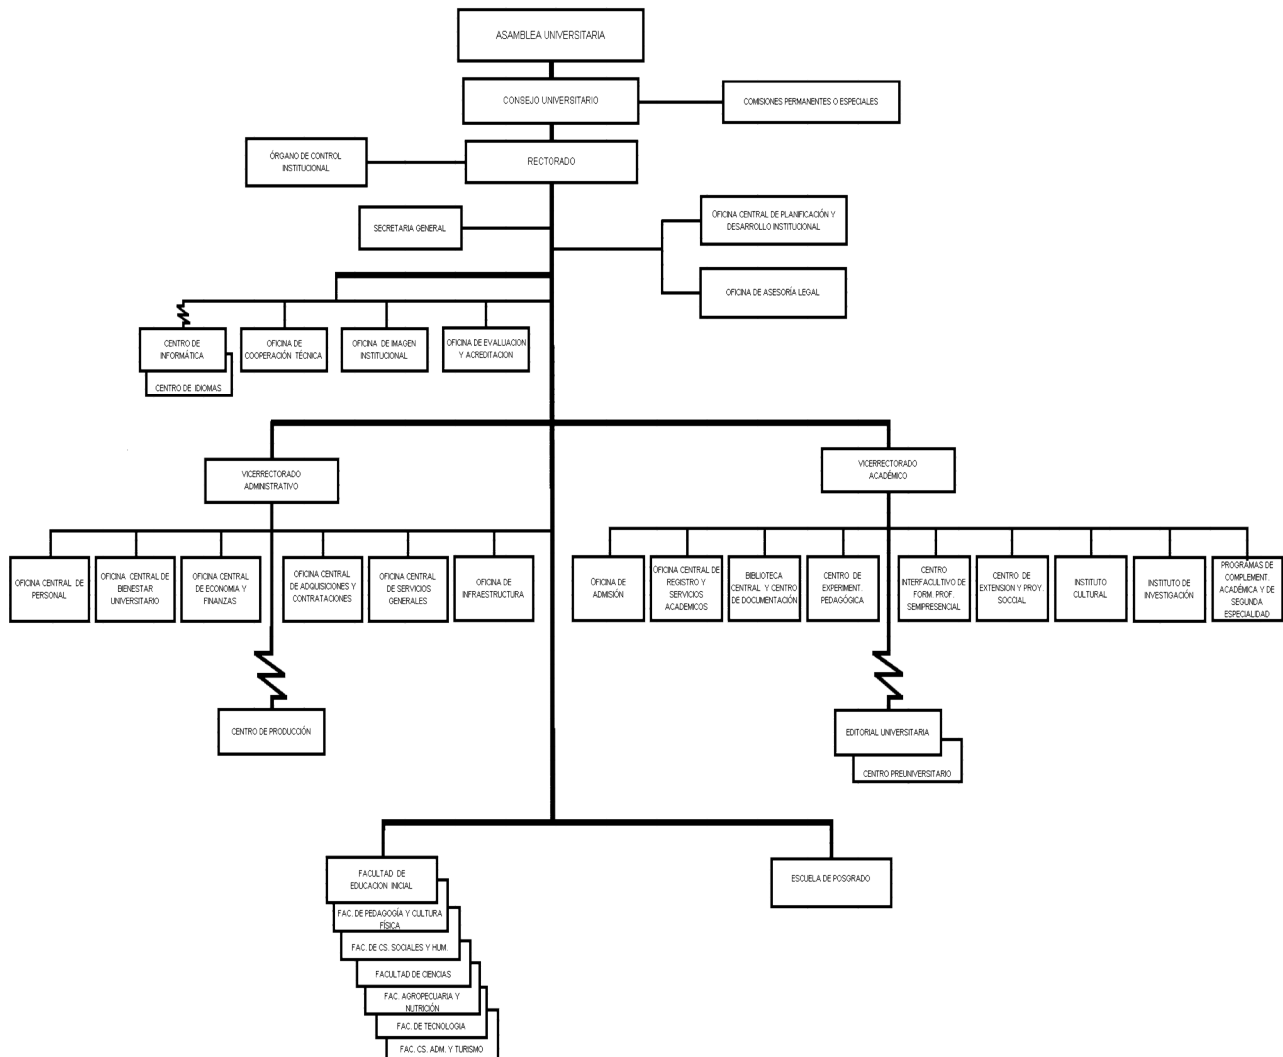 ASAMBLEA UNIVERSITARIA
CONSEJO UNIVERSITARIO
COMISIONES PERMANENTES O ESPECIALES
ÓRGANO DE CONTROL
INSTITUCIONAL
RECTORADO
SECRETARIA GENERAL
OFICINA CENTRAL DE PLANIFICACIÓN Y
DESARROLLO INSTITUCIONAL
OFICINA DE ASESORÍA LEGAL
CENTRO DE
INFORMÁTICA
CENTRO DE IDIOMAS
OFICINA DE
COOPERACIÓN TÉCNICA
OFICINA DE IMAGEN
INSTITUCIONAL
OFICINA DE EVALUACION
Y ACREDITACION
VICERRECTORADO
ADMINISTRATIVO
VICERRECTORADO
ACADÉMICO
OFICINA CENTRAL DE
PERSONAL
OFICINA CENTRAL DE
BIENESTAR
UNIVERSITARIO
OFICINA CENTRAL
DE ECONOMIA Y
FINANZAS
OFICINA CENTRAL
DE ADQUISICIONES Y
CONTRATACIONES
OFICINA CENTRAL
DE SERVICIOS
GENERALES
OFICINA DE
INFRAESTRUCTURA
OFICINA DE
ADMISIÓN
OFICINA CENTRAL DE
REGISTRO Y
SERVICIOS
ACADÉMICOS
BIBLIOTECA
CENTRAL Y CENTRO
DE DOCUMENTACIÓN
CENTRO DE
EXPERIMENT.
PEDAGÓGICA
CENTRO
INTERFACULTIVO DE
FORM. PROF.
SEMIPRESENCIAL
CENTRO DE
EXTENSION Y PROY.
SOCCIAL
INSTITUTO
CULTURAL
INSTITUTO DE
INVESTIGACIÓN
PROGRAMAS DE
COMPLEMENT.
ACADÉMICA Y DE
SEGUNDA
ESPECIALIDAD
CENTRO DE PRODUCCIÓN
EDITORIAL UNIVERSITARIA
CENTRO PREUNIVERSITARIO
FACULTAD DE
EDUCACION INICIAL
FAC. DE PEDAGOGÍA Y CULTURA
FÍSICA
FAC. DE CS. SOCIALES Y HUM.
FACULTAD DE CIENCIAS
FAC. AGROPECUARIA Y
NUTRICIÓN
FAC. DE TECNOLOGIA
FAC. CS. ADM. Y TURISMO
ESCUELA DE POSGRADO